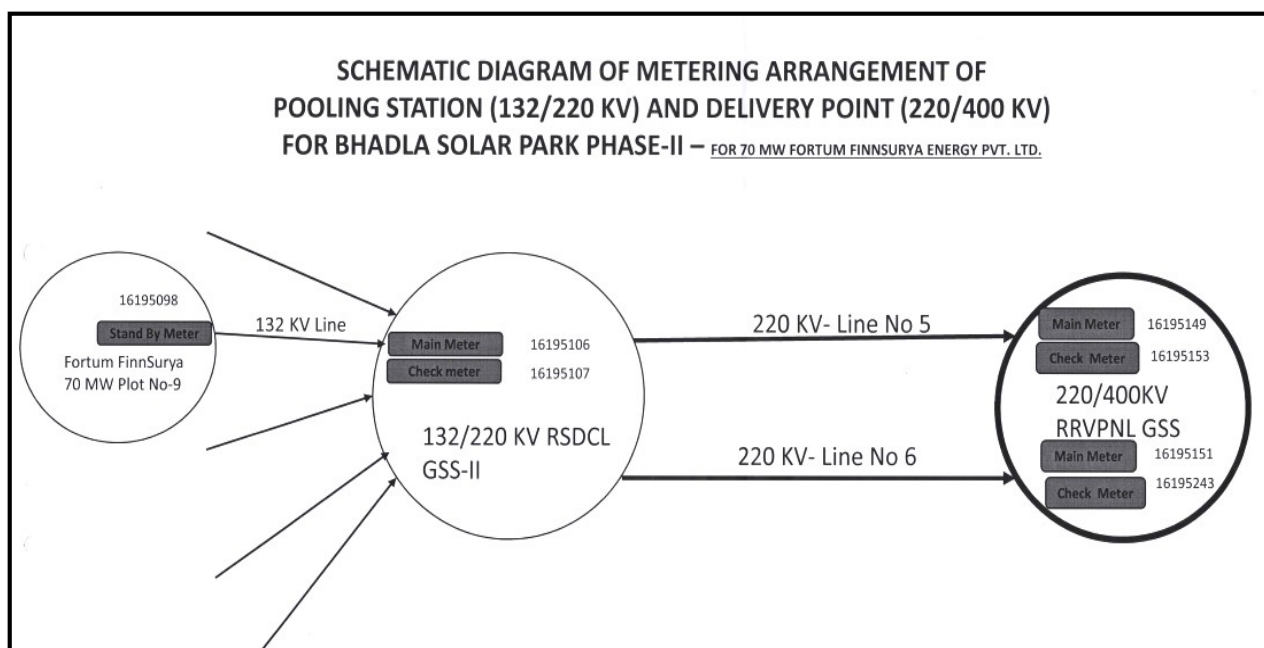 SCHEMATIC DIAGRAM OF METERING ARRANGEMENT OF
POOLING STATION (132/220 KV) AND DELIVERY POINT (220/400 KV)
FOR BHADLA SOLAR PARK PHASE-II – FOR 70 MW FORTUM FINNSURYA ENERGY PVT. LTD.
16195098
Stand By Meter
Fortum FinnSurya
70 MW Plot No-9
132 KV Line
Main Meter 16195106
Check meter 16195107
132/220 KV RSDCL
GSS-II
220 KV- Line No 5
220 KV- Line No 6
Main Meter 16195149
Check Meter 16195153
220/400KV
RRVPNL GSS
Main Meter 16195151
Check Meter 16195243